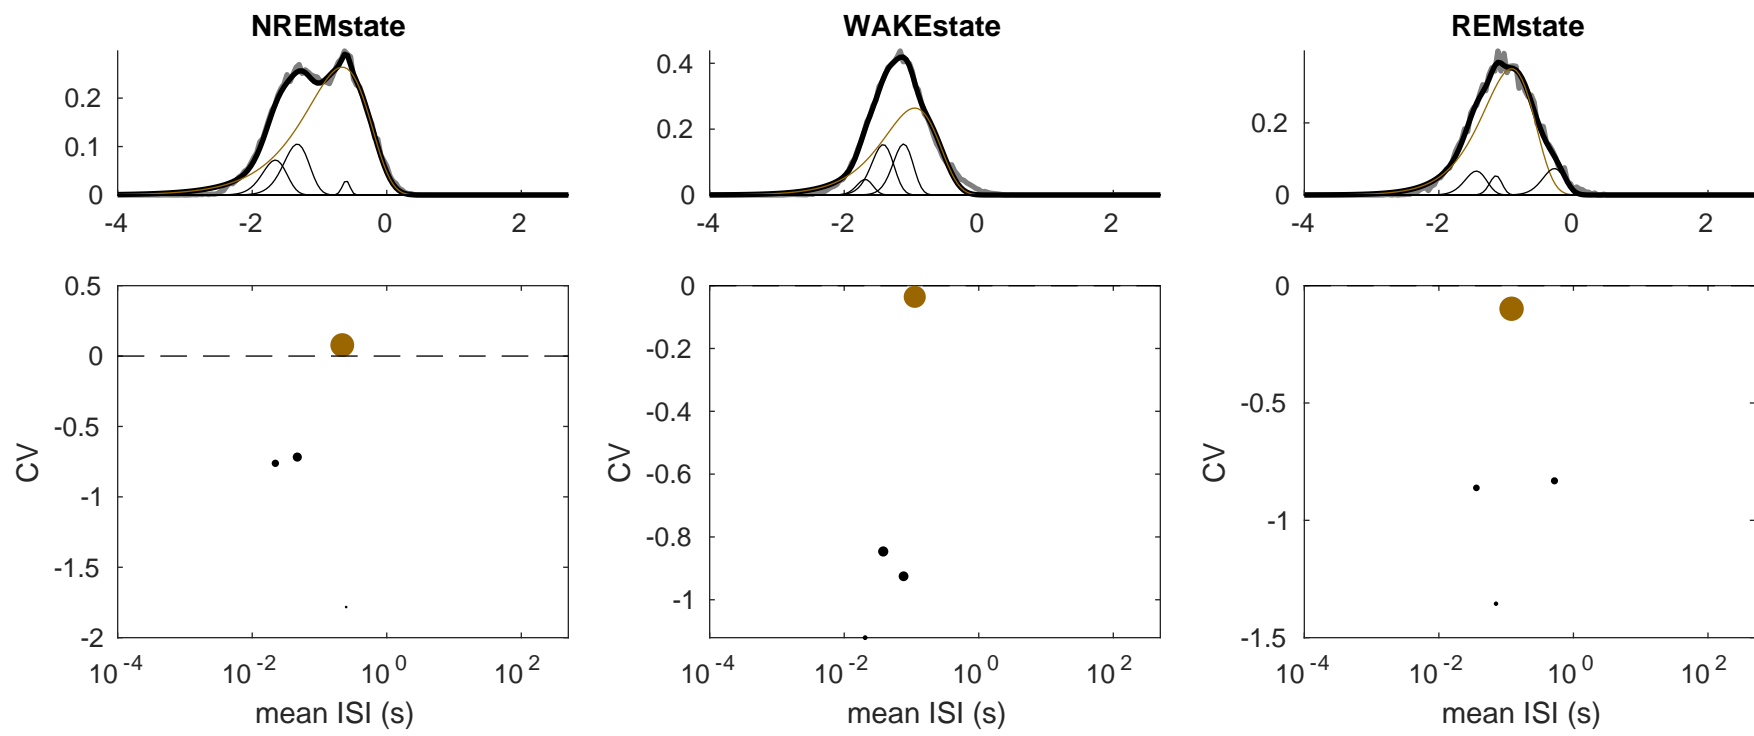 NREMstate WAKEstate REMstate
0.2 0.4 0.2
0.1 0.2
0 0 0
-4 -2 0 2 -4 -2 0 2 -4 -2 0 2
0.5 0 0
0 -0.2
-0.5 -0.4 -0.5
-1 -0.6 -1
-1.5 -0.8
-2 -1 -1.5
CV CV CV
10^-4 10^-2 10^0 10^2 10^-4 10^-2 10^0 10^2 10^-4 10^-2 10^0 10^2
mean ISI (s) mean ISI (s) mean ISI (s)